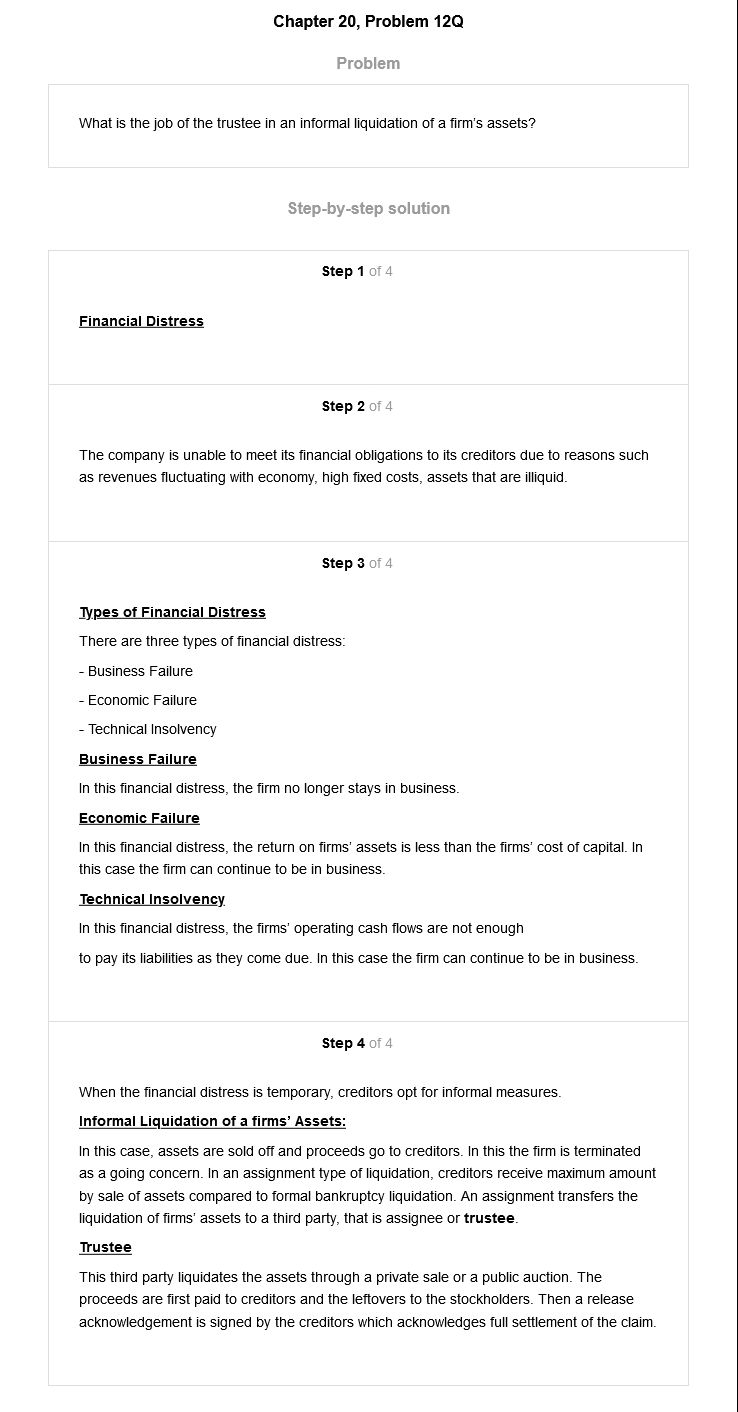 Chapter 20, Problem 12Q
Problem
What is the job of the trustee in an informal liquidation of a firm's assets?
Step-by-step solution
Step 1 of 4
Financial Distress
Step 2 of 4
The company is unable to meet its financial obligations to its creditors due to reasons such
as revenues fluctuating with economy, high fixed costs, assets that are illiquid.
Step 3 of 4
Types of Financial Distress
There are three types of financial distress:
- Business Failure
- Economic Failure
- Technical Insolvency
Business Failure
In this financial distress, the firm no longer stays in business.
Economic Failure
In this financial distress, the return on firms' assets is less than the firms' cost of capital. In
this case the firm can continue to be in business.
Technical Insolvency
In this financial distress, the firms' operating cash flows are not enough
to pay its liabilities as they come due. In this case the firm can continue to be in business.
Step 4 of 4
When the financial distress is temporary, creditors opt for informal measures.
Informal Liquidation of a firms' Assets:
In this case, assets are sold off and proceeds go to creditors. In this the firm is terminated
as a going concern. In an assignment type of liquidation, creditors receive maximum amount
by sale of assets compared to formal bankruptcy liquidation. An assignment transfers the
liquidation of firms' assets to a third party, that is assignee or trustee.
Trustee
This third party liquidates the assets through a private sale or a public auction. The
proceeds are first paid to creditors and the leftovers to the stockholders. Then a release
acknowledgement is signed by the creditors which acknowledges full settlement of the claim.